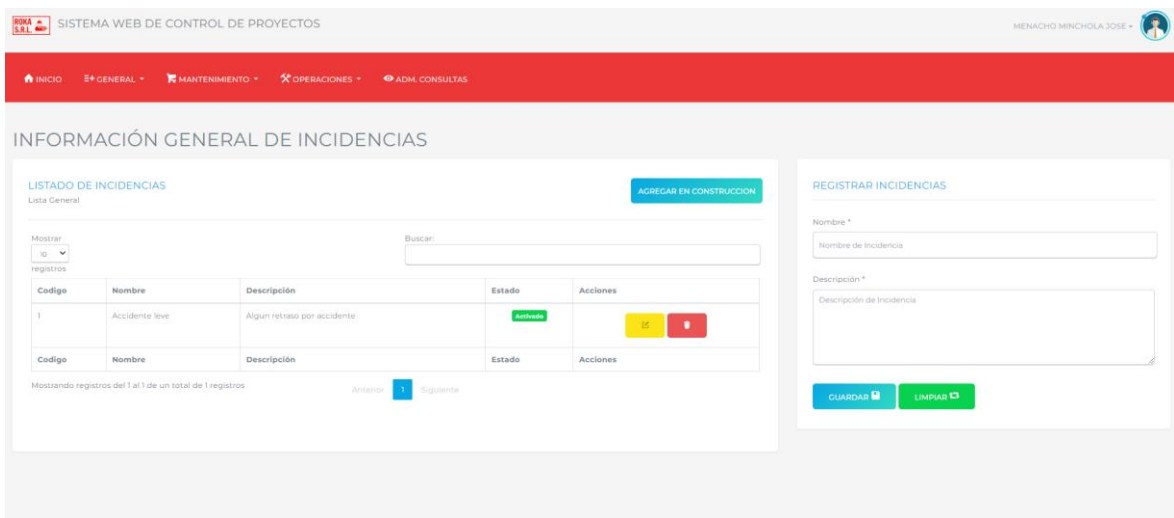 ROKA
S.R.L.
SISTEMA WEB DE CONTROL DE PROYECTOS
MENACHO MINCHOLA JOSE
INICIO GENERAL MANTENIMIENTO OPERACIONES ADM. CONSULTAS
INFORMACIÓN GENERAL DE INCIDENCIAS
LISTADO DE INCIDENCIAS
Lista General
AGREGAR EN CONSTRUCCION
Mostrar
10
registros
Buscar:
Codigo Nombre Descripción Estado Acciones
1 Accidente leve Algun retraso por accidente Activado
Codigo Nombre Descripción Estado Acciones
Mostrando registros del 1 al 1 de un total de 1 registros
Anterior 1 Siguiente
REGISTRAR INCIDENCIAS
Nombre *
Nombre de Incidencia
Descripción *
Descripción de Incidencia
GUARDAR LIMPIAR